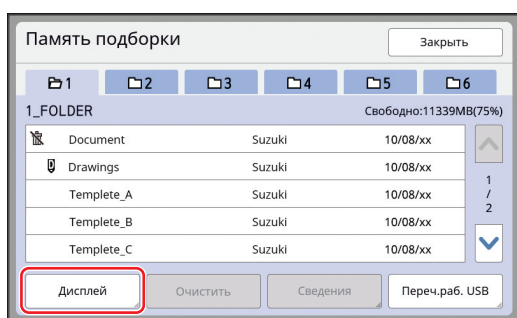 Память подборки Закрыть
1 2 3 4 5 6
1_FOLDER Свободно:11339MB(75%)
Document Suzuki 10/08/xx
Drawings Suzuki 10/08/xx
Templete_A Suzuki 10/08/xx
Templete_B Suzuki 10/08/xx
Templete_C Suzuki 10/08/xx
1
/
2
Дисплей Очистить Сведения Переч.раб. USB